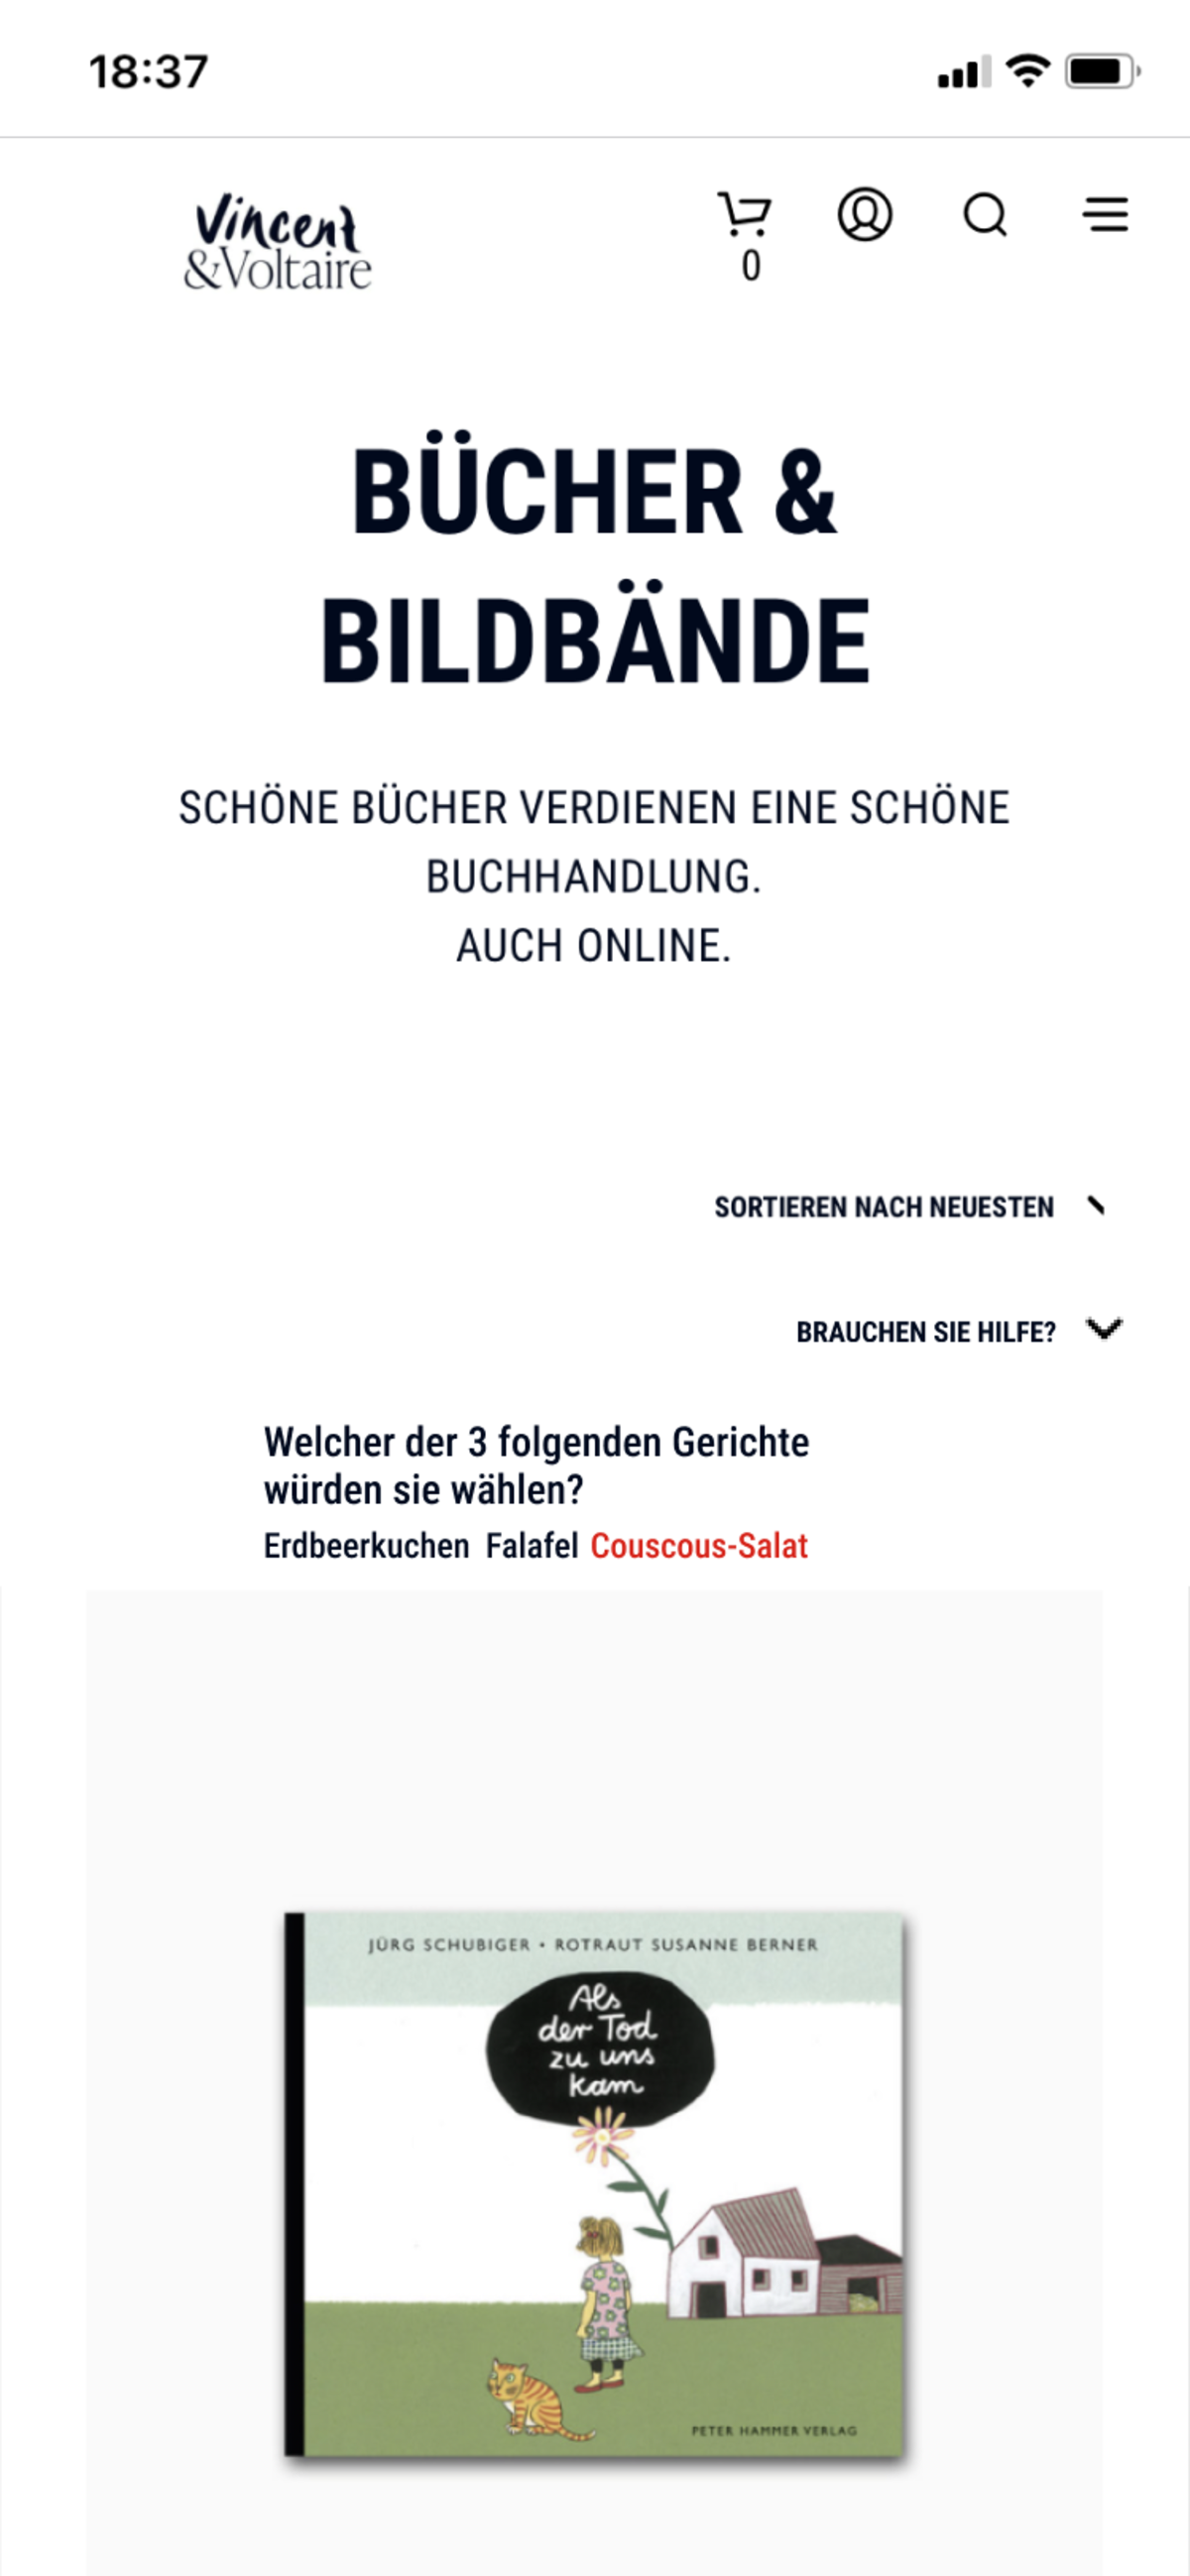 18:37
Vincent
&Voltaire
0
BÜCHER &
BILDBÄNDE
SCHÖNE BÜCHER VERDIENEN EINE SCHÖNE
BUCHHANDLUNG.
AUCH ONLINE.
SORTIEREN NACH NEUESTEN
BRAUCHEN SIE HILFE?
Welcher der 3 folgenden Gerichte
würden sie wählen?
Erdbeerkuchen Falafel Couscous-Salat
JÜRG SCHUBIGER • ROTRAUT SUSANNE BERNER
Als
der Tod
zu uns
kam
PETER HAMMER VERLAG